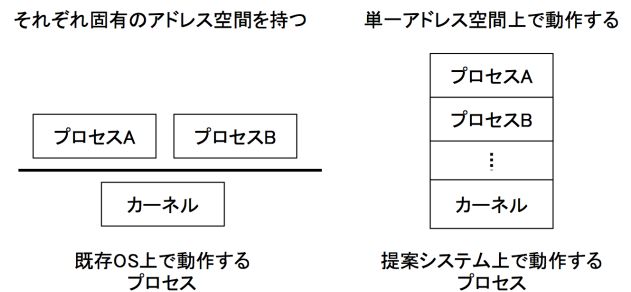 それぞれ固有のアドレス空間を持つ
プロセスA
プロセスB
カーネル
既存OS上で動作する
プロセス
単一アドレス空間上で動作する
プロセスA
プロセスB
⋮
カーネル
提案システム上で動作する
プロセス